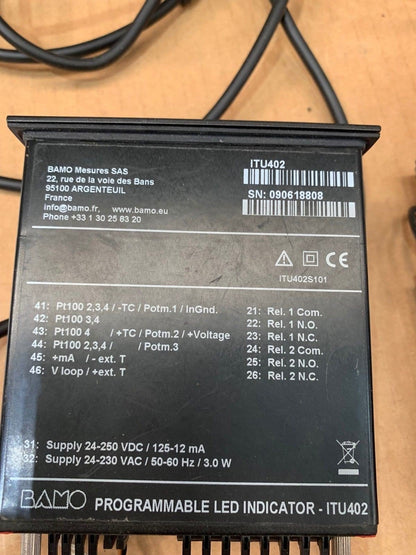 BAMO Mesures SAS
22, rue de la voie des Bans
95100 ARGENTEUIL
France
info@bamo.eu, www.bamo.eu
Phone +33 1 30 25 83 20
ITU402
SN: 090618808
CE
ITU402S101
41: Pt100 2,3,4 / -TC / Potm.1 / InGnd.
42: Pt100 3,4
43: Pt100 4 / +TC / Potm.2 / +Voltage
44: Pt100 2,3,4/ / Potm.3
45: +mA / - ext. T
46: V loop / +ext. T
21: Rel. 1 Com.
22: Rel. 1 N.O.
23: Rel. 1 N.C.
24: Rel. 2 Com.
25: Rel. 2 N.O.
26: Rel. 2 N.C.
31: Supply 24-250 VDC / 125-12 mA
32: Supply 24-230 VAC / 50-60 Hz / 3.0 W
BAMO PROGRAMMABLE LED INDICATOR - ITU402